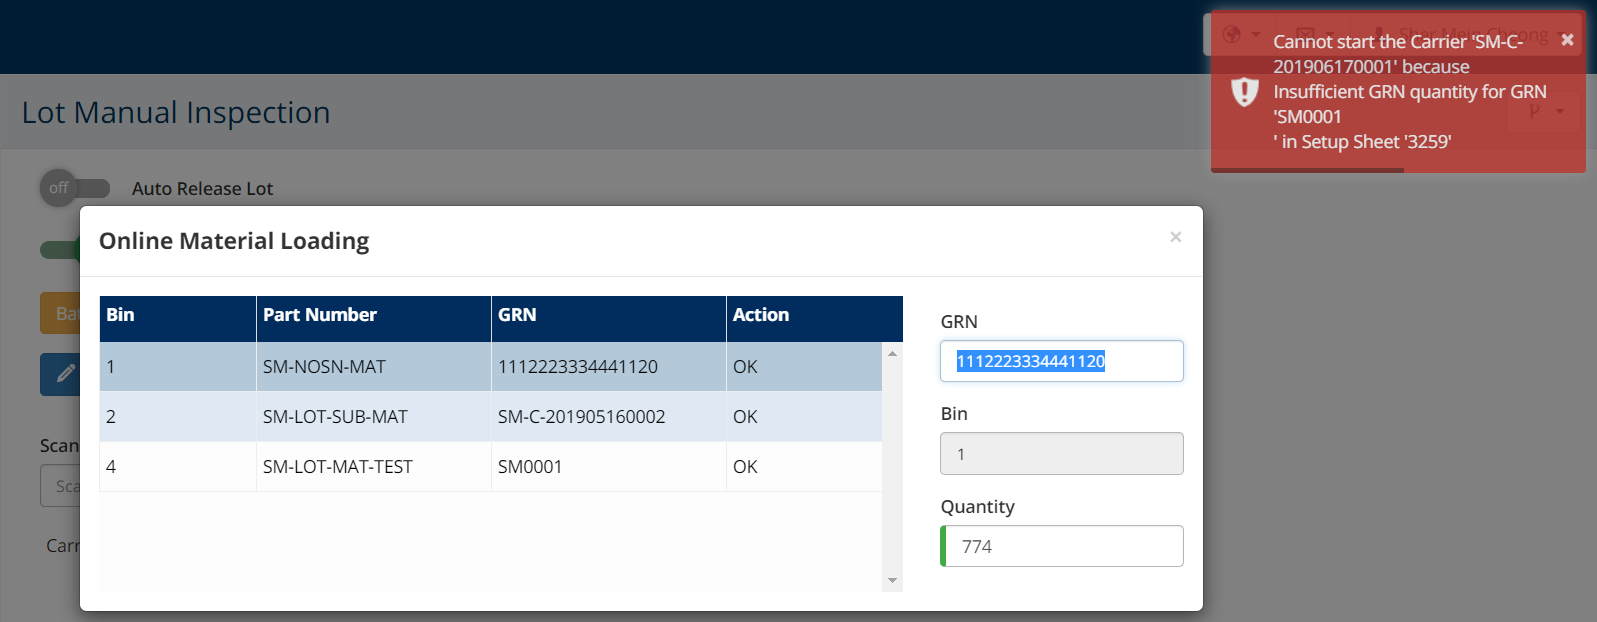 Cannot start the Carrier 'SM-C-
201906170001' because
Insufficient GRN quantity for GRN
'SM0001
' in Setup Sheet '3259'
Lot Manual Inspection
off
Auto Release Lot
Online Material Loading
×
Bin Part Number GRN Action
1 SM-NOSN-MAT 1112223334441120 OK
2 SM-LOT-SUB-MAT SM-C-201905160002 OK
4 SM-LOT-MAT-TEST SM0001 OK
GRN
1112223334441120
Bin
1
Quantity
774
Scan